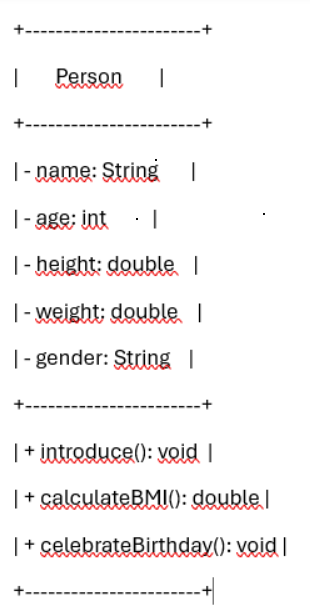 +-----------------------+
|      Person      |
+-----------------------+
| - name: String      |
| - age: int      |
| - height: double   |
| - weight: double   |
| - gender: String   |
+-----------------------+
| + introduce(): void  |
| + calculateBMI(): double |
| + celebrateBirthday(): void |
+-----------------------+